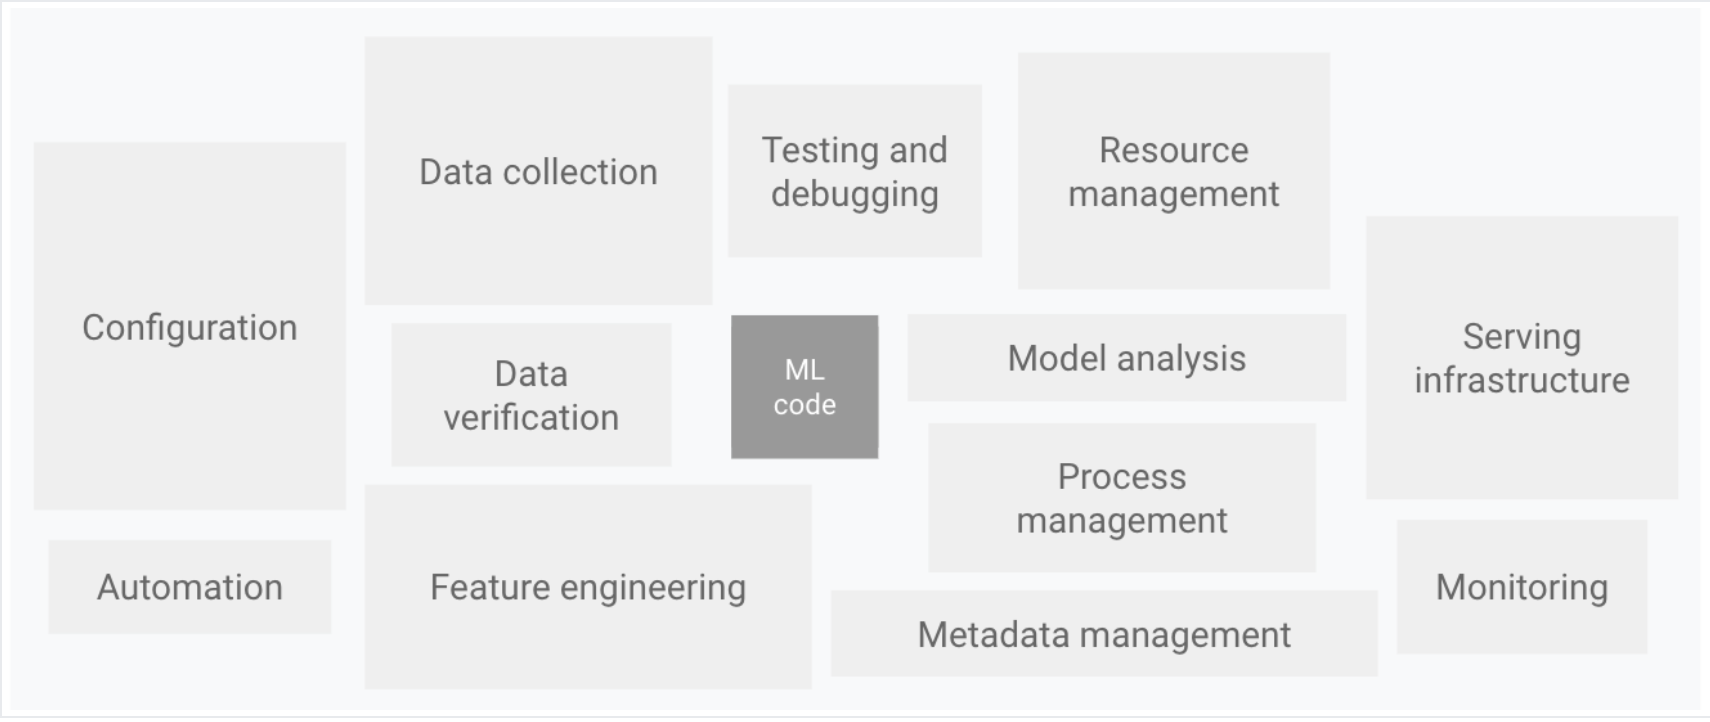 Data collection
Testing and
debugging
Resource
management
Configuration
Data
verification
ML
code
Model analysis
Serving
infrastructure
Process
management
Automation
Feature engineering
Metadata management
Monitoring